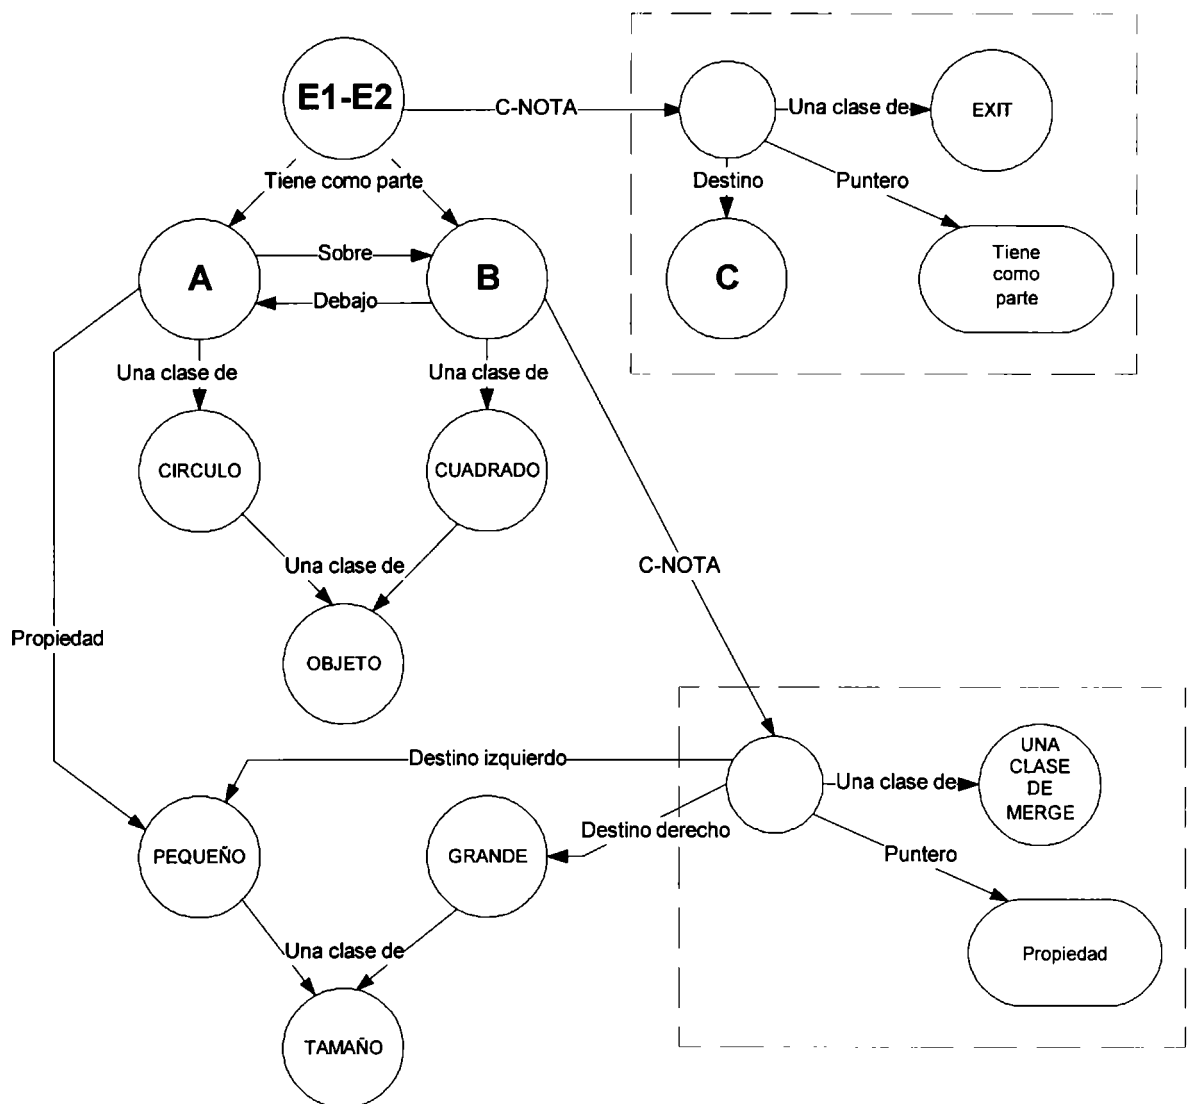 E1-E2
C-NOTA
Una clase de
EXIT
Tiene como parte
Destino
Puntero
A
Sobre
B
Debajo
C
Tiene
como
parte
Una clase de
Una clase de
CIRCULO
CUADRADO
Una clase de
C-NOTA
Propiedad
OBJETO
Destino izquierdo
UNA
CLASE
DE
MERGE
Una clase de
Destino derecho
PEQUEÑO
GRANDE
Puntero
Una clase de
Propiedad
TAMAÑO